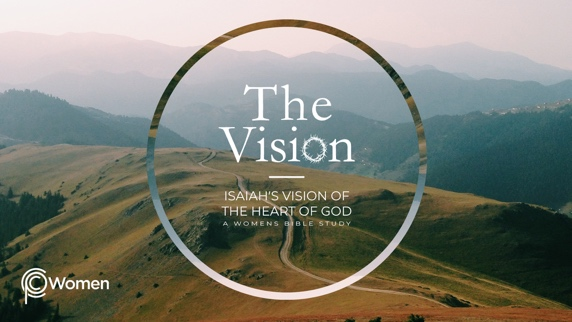 The
Vision
ISAIAH'S VISION OF
THE HEART OF GOD
A WOMENS BIBLE STUDY
Women